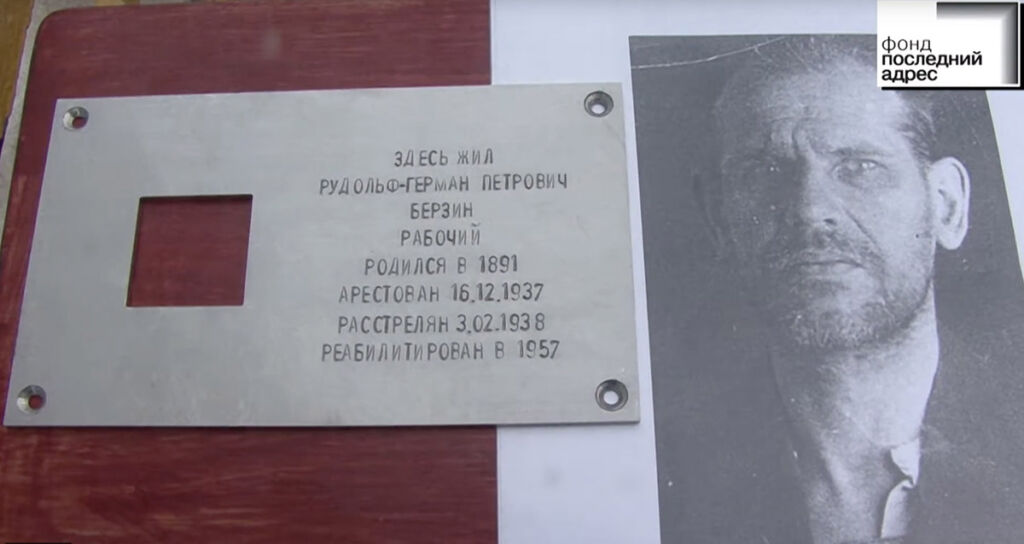 ЗДЕСЬ ЖИЛ
РУДОЛЬФ-ГЕРМАН ПЕТРОВИЧ
БЕРЗИН
РАБОЧИЙ
РОДИЛСЯ В 1891
АРЕСТОВАН 16.12.1937
РАССТРЕЛЯН 3.02.1938
РЕАБИЛИТИРОВАН В 1957
фонд
последний
адрес